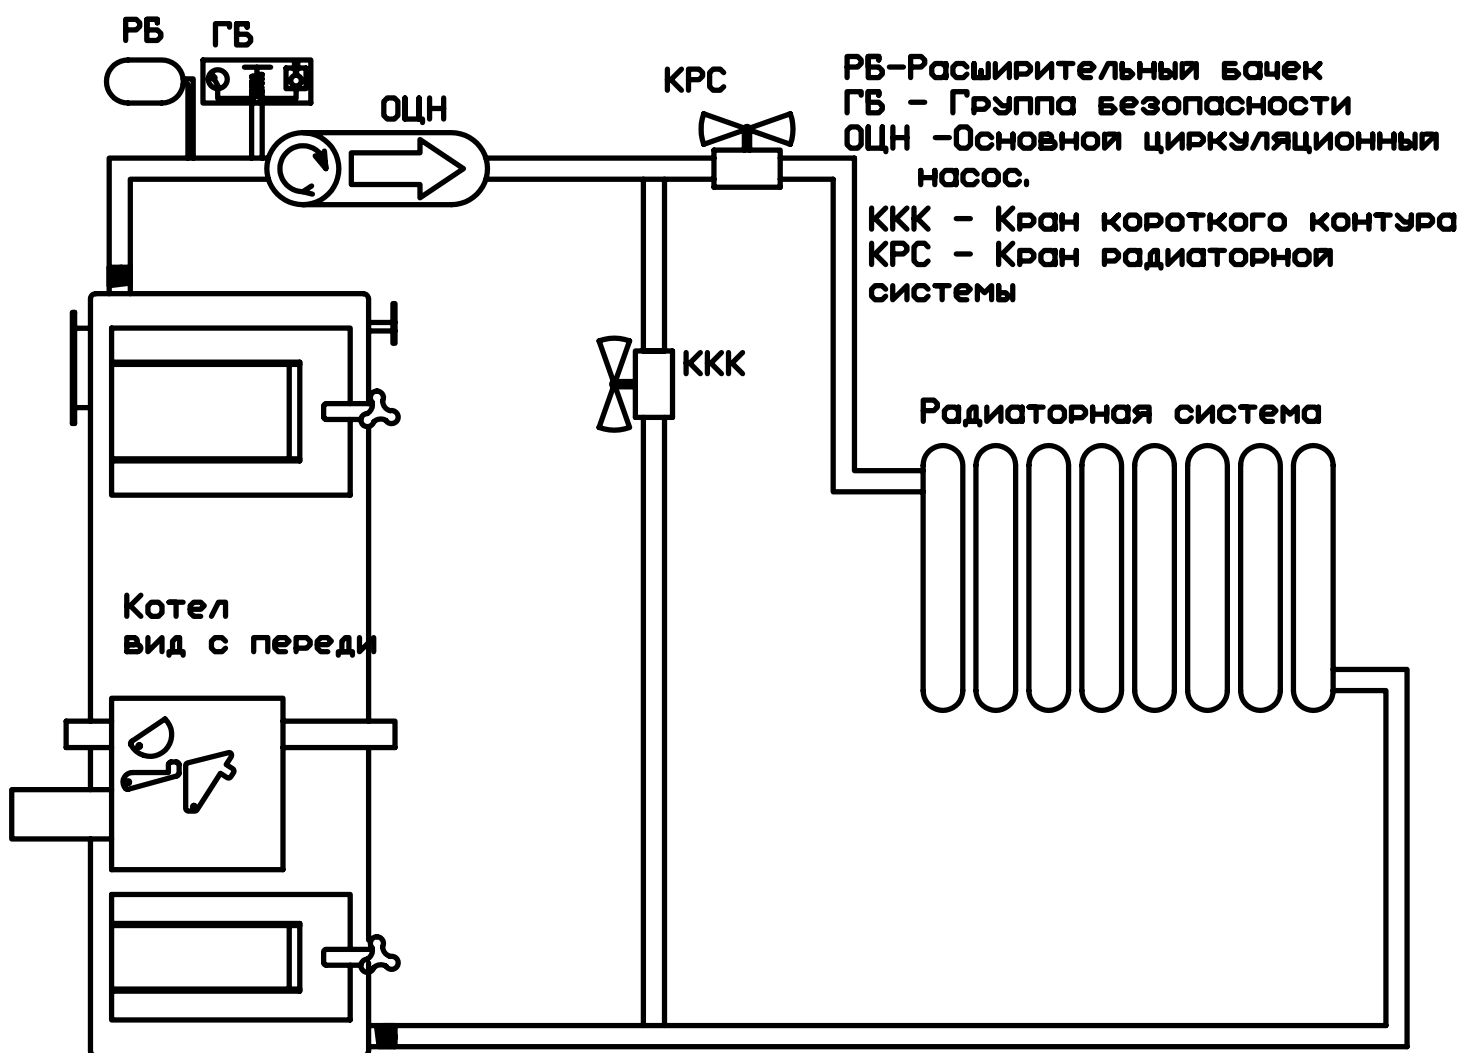 РБ
ГБ
ОЦН
КРС
РБ-Расширительный бачек
ГБ - Группа безопасности
ОЦН -Основной циркуляционный
насос.
ККК - Кран короткого контура
КРС - Кран радиаторной
системы
ККК
Радиаторная система
Котел
вид с переди